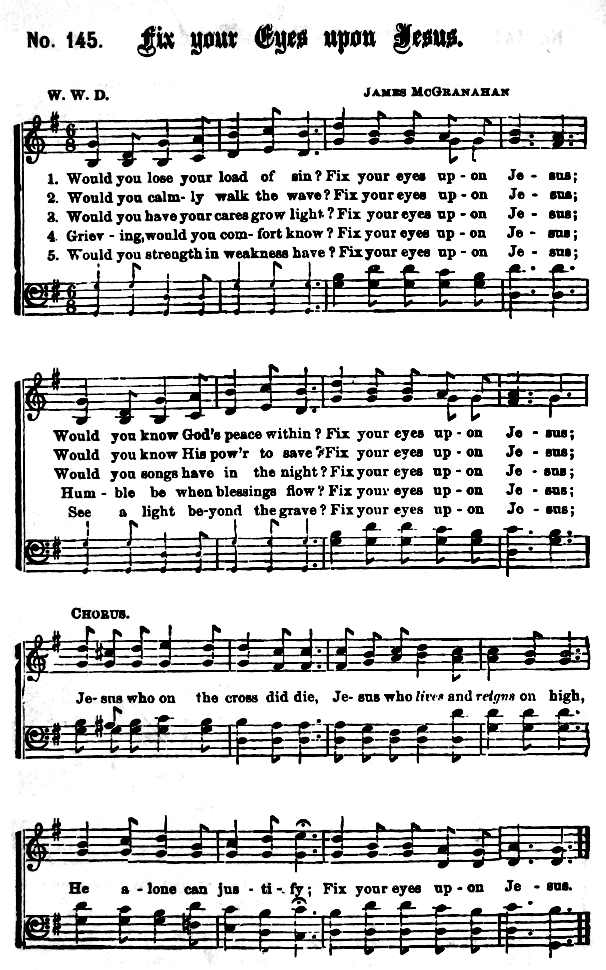 No. 145. Fix your Eyes upon Jesus.
W. W. D. JAMES MCGRANAHAN
1. Would you lose your load of sin? Fix your eyes up-on Je - sus;
2. Would you calm-ly walk the wave? Fix your eyes up-on Je - sus;
3. Would you have your cares grow light? Fix your eyes up-on Je - sus;
4. Griev - ing, would you com-fort know? Fix your eyes up-on Je - sus;
5. Would you strength in weakness have? Fix your eyes up-on Je - sus;
Would you know God's peace within? Fix your eyes up-on Je - sus;
Would you know His pow'r to save? Fix your eyes up-on Je - sus;
Would you songs have in the night? Fix your eyes up-on Je - sus;
Hum - ble be when blessings flow? Fix your eyes up-on Je - sus;
See a light be-yond the grave? Fix your eyes up-on Je - sus;
CHORUS.
Je-sus who on the cross did die, Je-sus who lives and reigns on high,
He a-lone can jus-ti-fy; Fix your eyes up-on Je - sus.